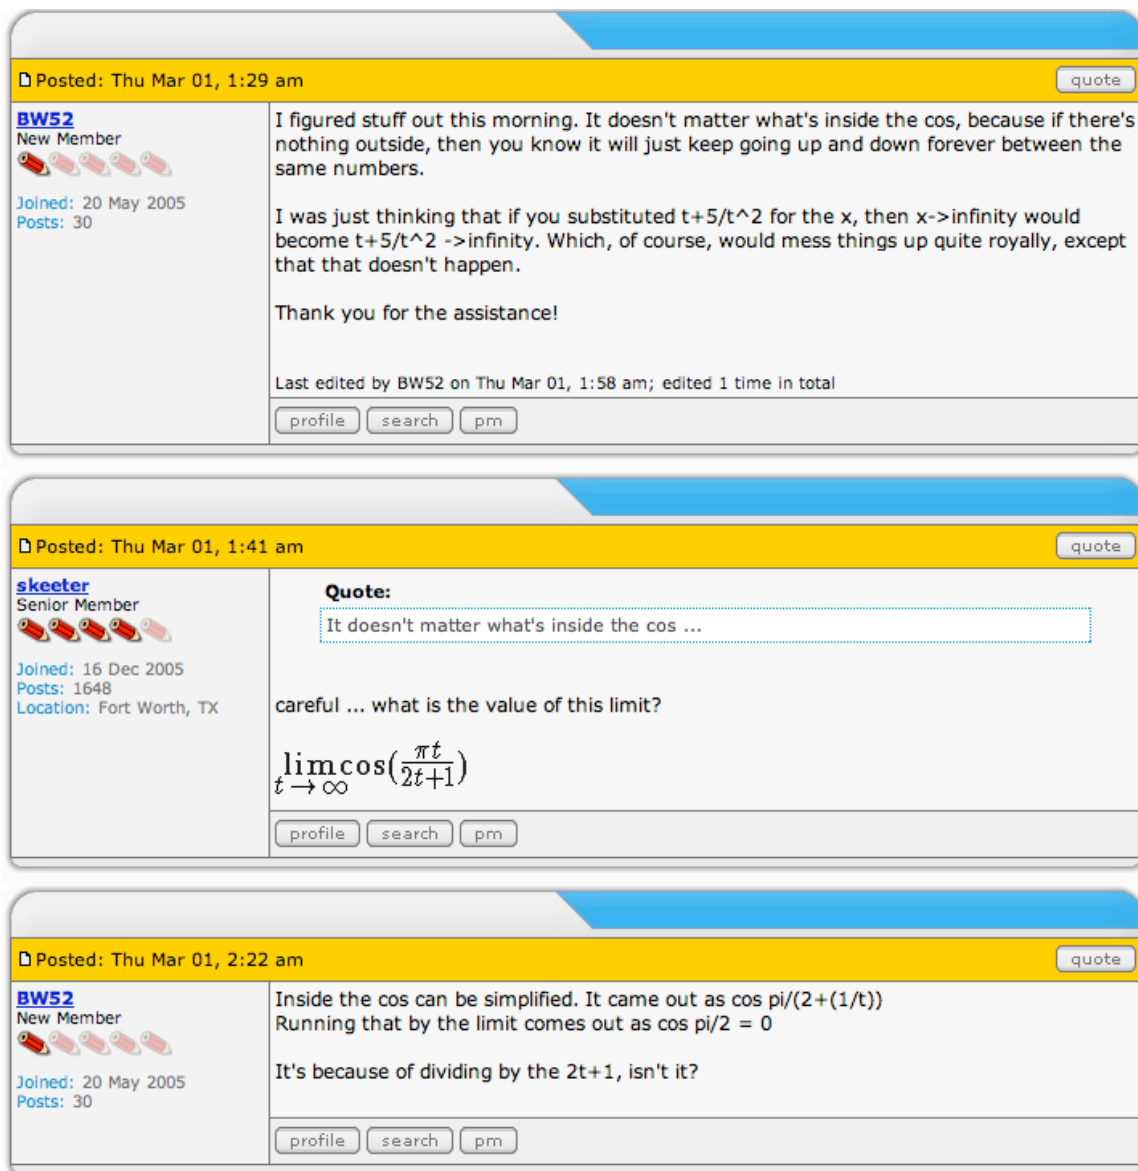 Posted: Thu Mar 01, 1:29 am
quote
BW52
New Member
Joined: 20 May 2005
Posts: 30
I figured stuff out this morning. It doesn't matter what's inside the cos, because if there's
nothing outside, then you know it will just keep going up and down forever between the
same numbers.
I was just thinking that if you substituted t+5/t^2 for the x, then x->infinity would
become t+5/t^2 ->infinity. Which, of course, would mess things up quite royally, except
that that doesn't happen.
Thank you for the assistance!
Last edited by BW52 on Thu Mar 01, 1:58 am; edited 1 time in total
profile search pm
Posted: Thu Mar 01, 1:41 am
quote
skeeter
Senior Member
Joined: 16 Dec 2005
Posts: 1648
Location: Fort Worth, TX
Quote:
It doesn't matter what's inside the cos ...
careful ... what is the value of this limit?
lim t→∞ cos(πt/2t+1)
profile search pm
Posted: Thu Mar 01, 2:22 am
quote
BW52
New Member
Joined: 20 May 2005
Posts: 30
Inside the cos can be simplified. It came out as cos pi/(2+(1/t))
Running that by the limit comes out as cos pi/2 = 0
It's because of dividing by the 2t+1, isn't it?
profile search pm